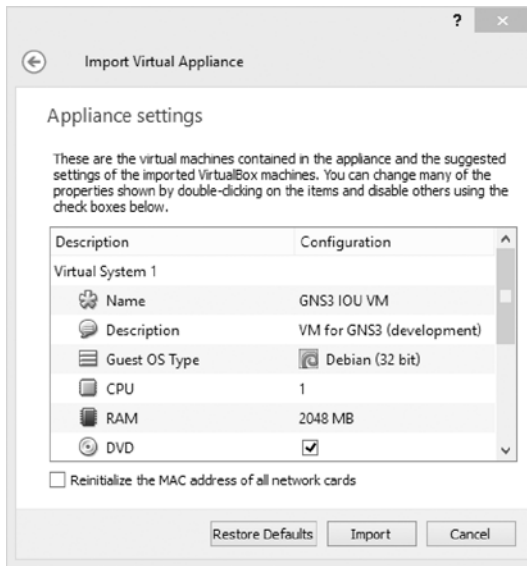 ?
Import Virtual Appliance
Appliance settings
These are the virtual machines contained in the appliance and the suggested
settings of the imported VirtualBox machines. You can change many of the
properties shown by double-clicking on the items and disable others using the
check boxes below.
Description Configuration
Virtual System 1
Name GNS3 IOU VM
Description VM for GNS3 (development)
Guest OS Type Debian (32 bit)
CPU 1
RAM 2048 MB
DVD
Reinitialize the MAC address of all network cards
Restore Defaults Import Cancel